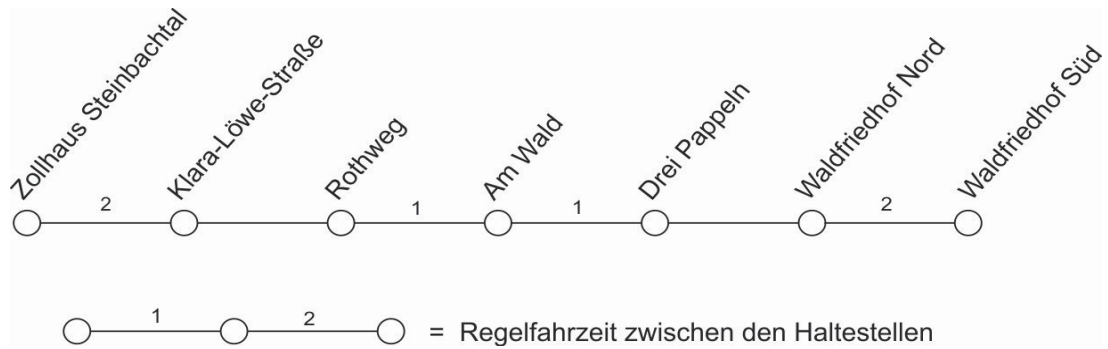 Zollhaus Steinbachtal
Klara-Löwe-Straße
Rothweg
Am Wald
Drei Pappeln
Waldfriedhof Nord
Waldfriedhof Süd
2
1
1
2
1
2
= Regelfahrzeit zwischen den Haltestellen